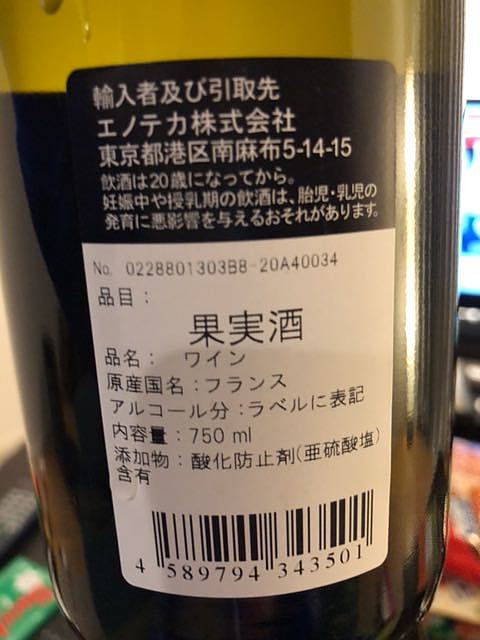 輸入者及び引取先
エノテカ株式会社
東京都港区南麻布5-14-15
飲酒は20歳になってから。
妊娠中や授乳期の飲酒は、胎児・乳児の
発育に悪影響を与えるおそれがあります。
No. 0228801303B8-20A40034
品目：
果実酒
品名： ワイン
原産国名：フランス
アルコール分：ラベルに表記
内容量：750 ml
添加物：酸化防止剤(亜硫酸塩)
含有
4 589794 343501